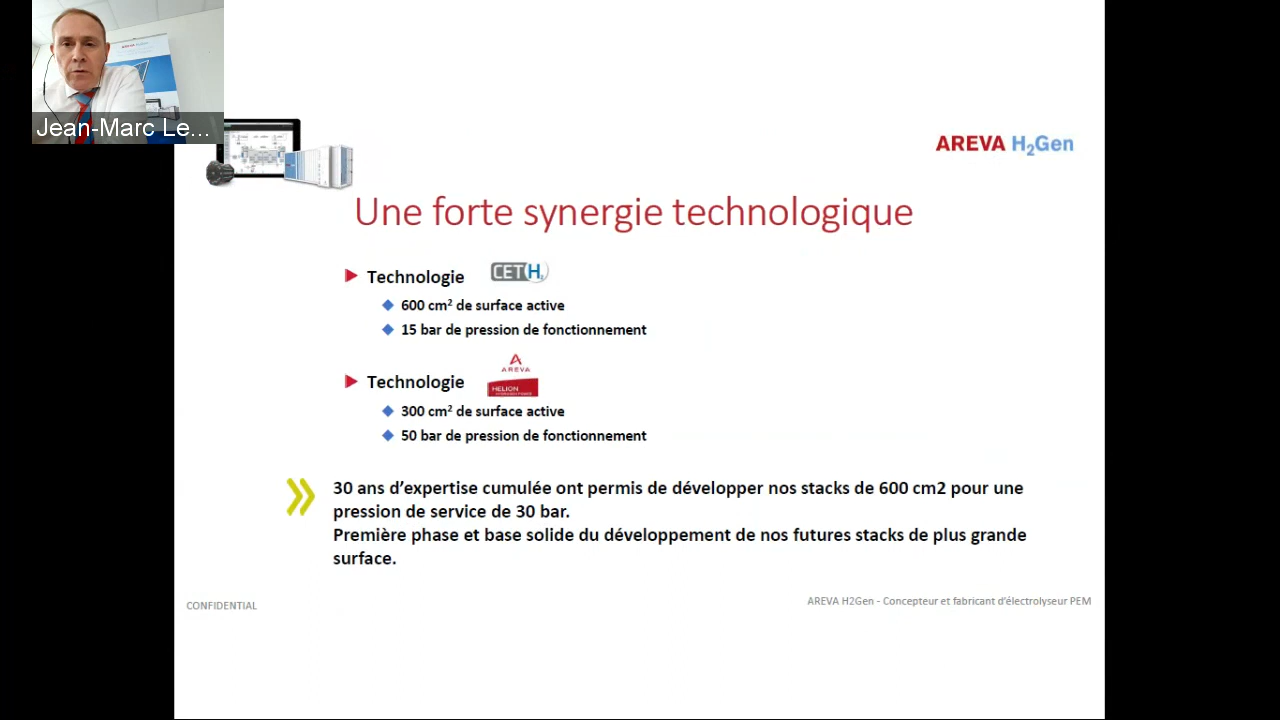 AREVA H2Gen
Jean-Marc Le...
AREVA H₂Gen
Une forte synergie technologique
Technologie CETH₂
600 cm² de surface active
15 bar de pression de fonctionnement
AREVA
Technologie HELION
300 cm² de surface active
50 bar de pression de fonctionnement
30 ans d’expertise cumulée ont permis de développer nos stacks de 600 cm2 pour une
pression de service de 30 bar.
Première phase et base solide du développement de nos futures stacks de plus grande
surface.
CONFIDENTIAL
AREVA H2Gen - Concepteur et fabricant d’électrolyseur PEM